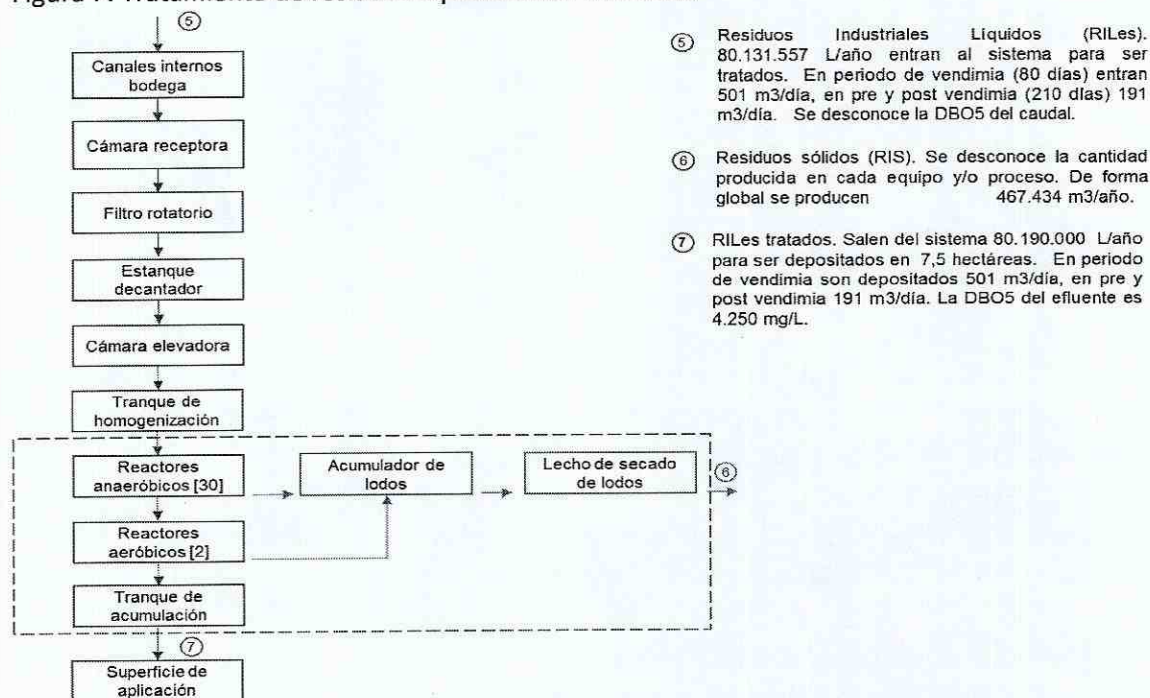 ⑤
Canales internos
bodega
Cámara receptora
Filtro rotatorio
Estanque
decantador
Cámara elevadora
Tranque de
homogenización
Reactores
anaeróbicos [30]
Acumulador de
lodos
Lecho de secado
de lodos
⑥
Reactores
aeróbicos [2]
Tranque de
acumulación
⑦
Superficie de
aplicación
⑤ Residuos Industriales Líquidos (RILes).
80.131.557 L/año entran al sistema para ser
tratados. En periodo de vendimia (80 días) entran
501 m3/día, en pre y post vendimia (210 días) 191
m3/día. Se desconoce la DBO5 del caudal.
⑥ Residuos sólidos (RIS). Se desconoce la cantidad
producida en cada equipo y/o proceso. De forma
global se producen 467.434 m3/año.
⑦ RILes tratados. Salen del sistema 80.190.000 L/año
para ser depositados en 7,5 hectáreas. En periodo
de vendimia son depositados 501 m3/día, en pre y
post vendimia 191 m3/día. La DBO5 del efluente es
4.250 mg/L.